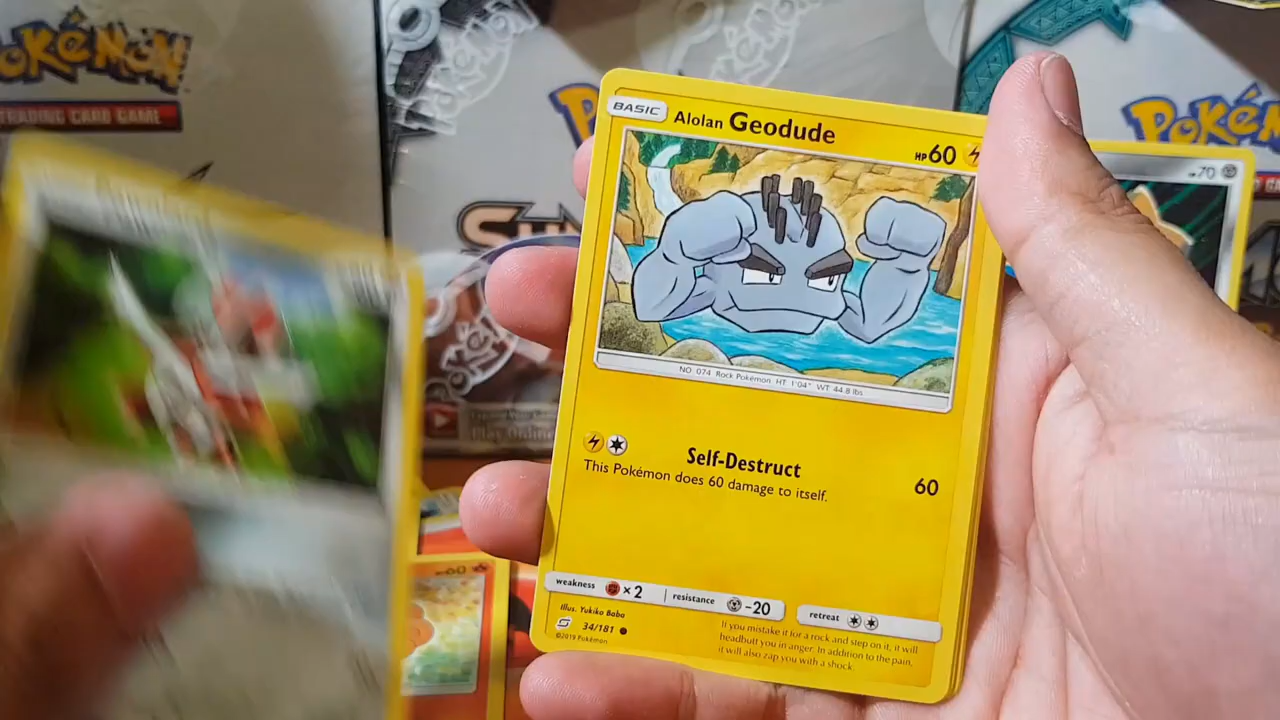 POKéMON
TRADING CARD GAME
POKé
BASIC
Alolan Geodude
HP60
70
NO 074 Rock Pokémon HT 1'04" WT 44.8 lbs
Self-Destruct
This Pokémon does 60 damage to itself.
60
weakness ×2
resistance -20
retreat
Illus. Yukiko Baba
34/181
©2019 Pokémon
If you mistake it for a rock and step on it, it will
headbutt you in anger. In addition to the pain,
it will also zap you with a shock.
60